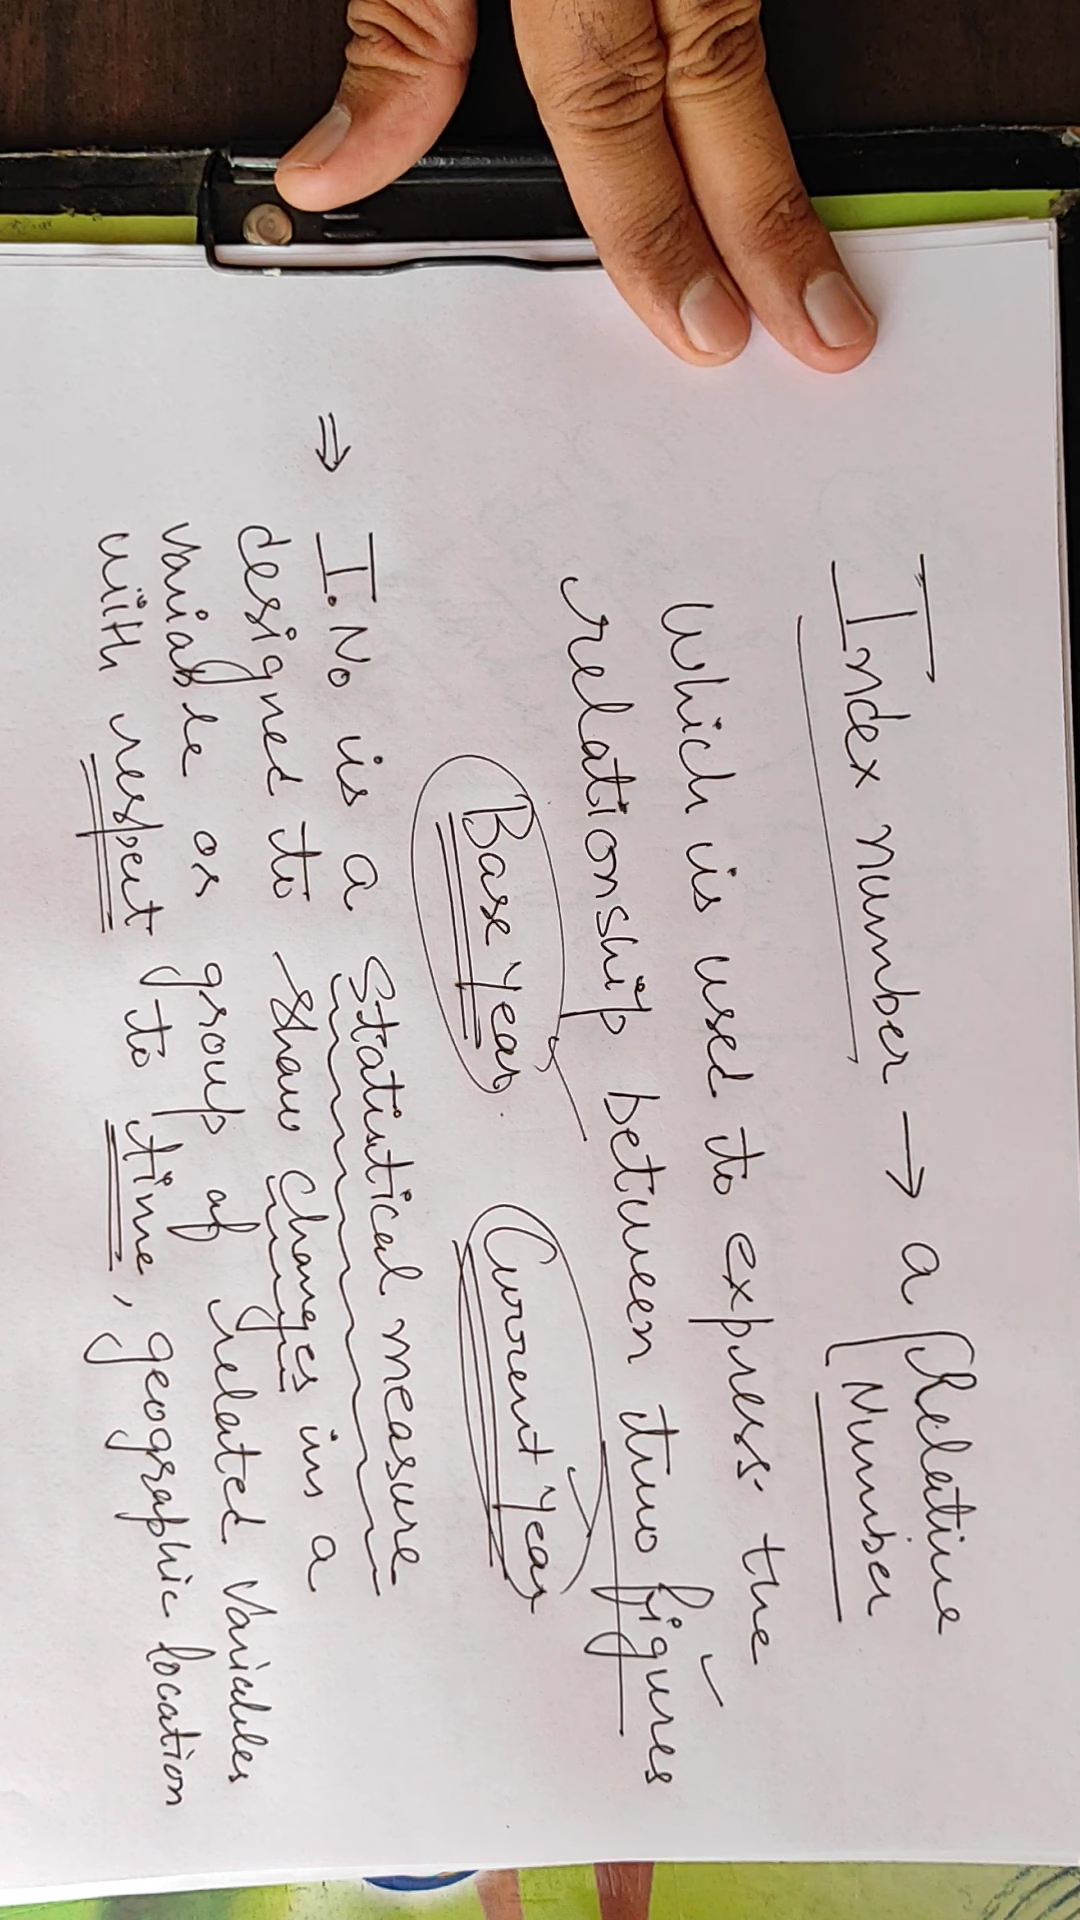 Index number → a Relative
Number
which is used to express the
relationship between two figures
Base Year Current Year
⇒ I.No is a Statistical measure
designed to show changes in a
variable or group of related variables
with respect to time, geographic location